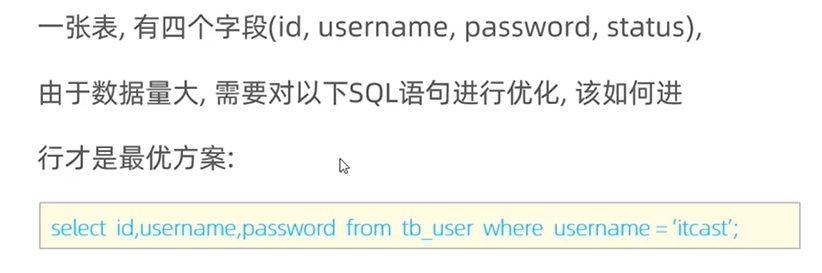 一张表, 有四个字段(id, username, password, status),
由于数据量大, 需要对以下SQL语句进行优化, 该如何进
行才是最优方案:
select id,username,password from tb_user where username = ‘itcast’;